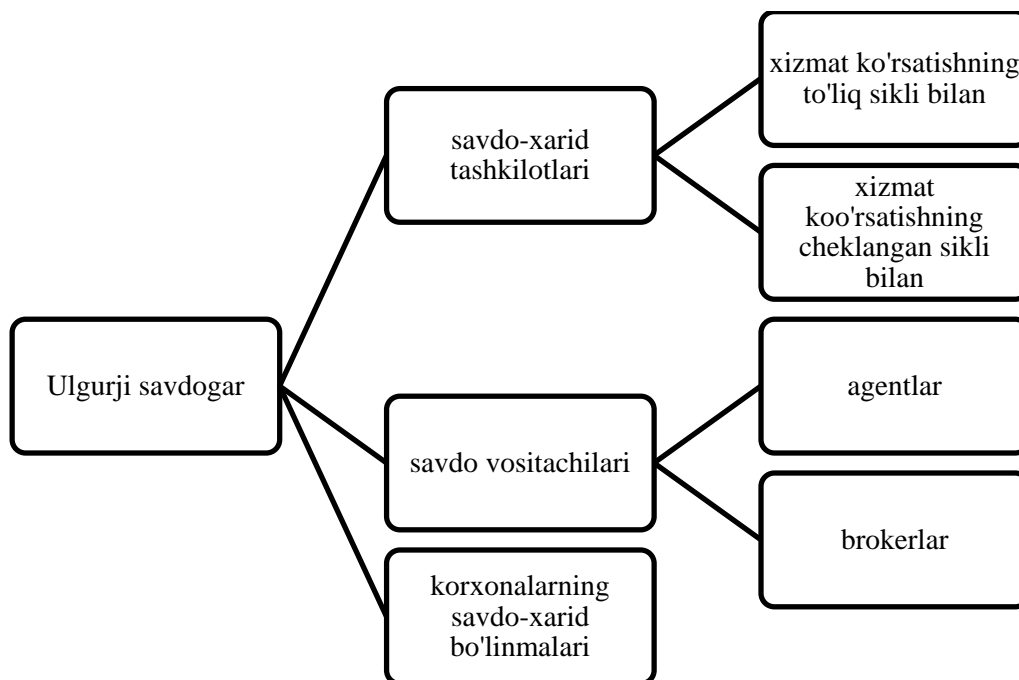 Ulgurji savdogar
savdo-xarid
tashkilotlari
xizmat ko'rsatishning
to'liq sikli bilan
xizmat
koo'rsatishning
cheklangan sikli
bilan
savdo vositachilari
agentlar
brokerlar
korxonalarning
savdo-xarid
bo'linmalari